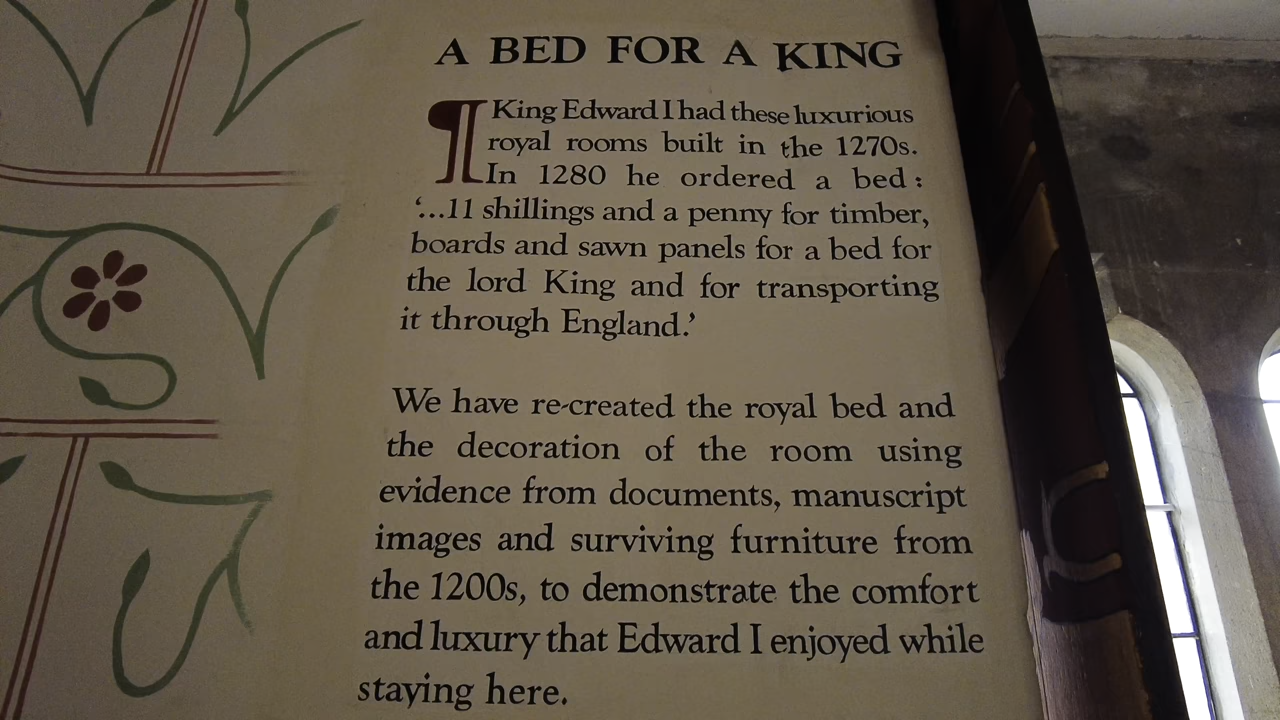 A BED FOR A KING
¶ King Edward I had these luxurious
royal rooms built in the 1270s.
In 1280 he ordered a bed:
‘...11 shillings and a penny for timber,
boards and sawn panels for a bed for
the lord King and for transporting
it through England.’
We have re-created the royal bed and
the decoration of the room using
evidence from documents, manuscript
images and surviving furniture from
the 1200s, to demonstrate the comfort
and luxury that Edward I enjoyed while
staying here.